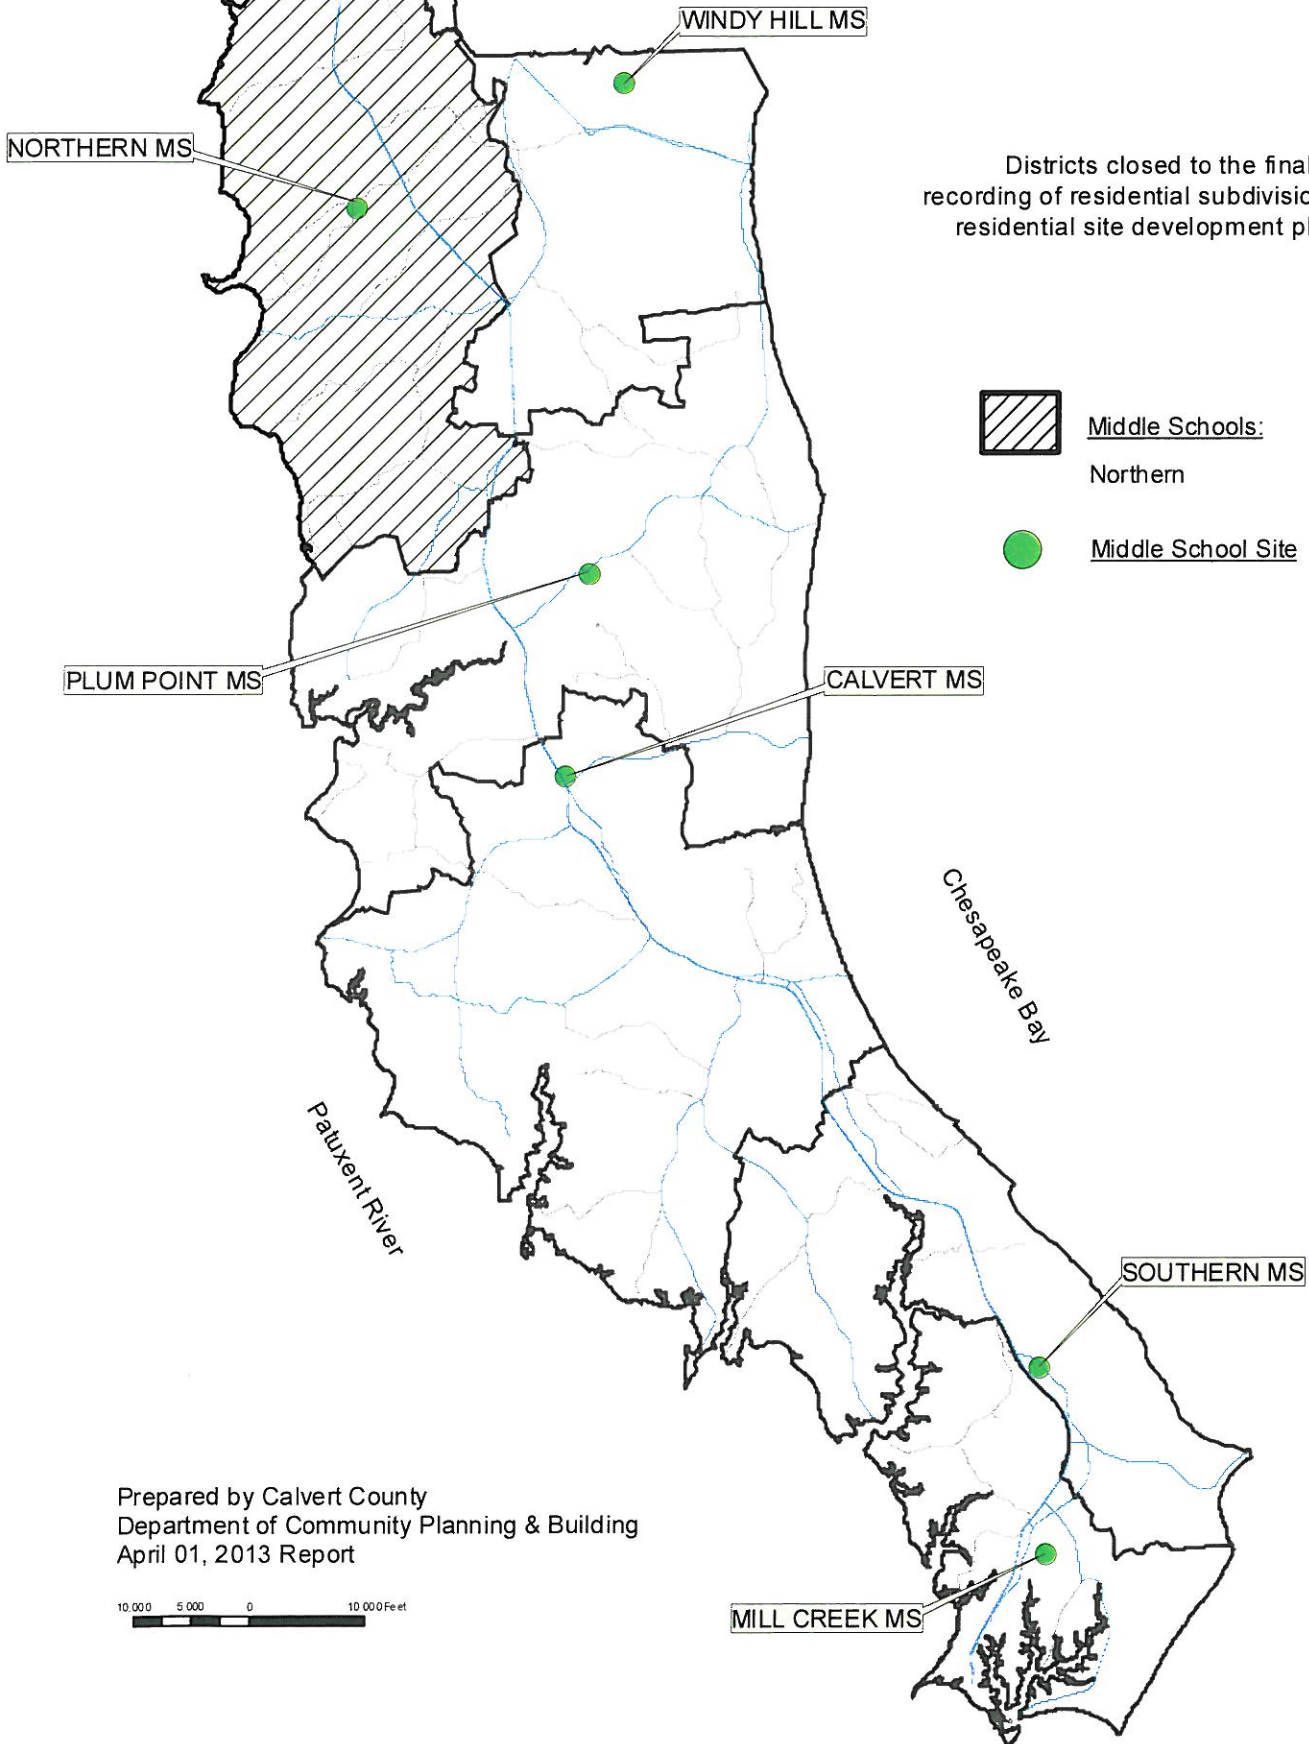 WINDY HILL MS
NORTHERN MS
Districts closed to the final
recording of residential subdivisio
residential site development pl
Middle Schools:
Northern
Middle School Site
PLUM POINT MS
CALVERT MS
Chesapeake Bay
Patuxent River
SOUTHERN MS
Prepared by Calvert County
Department of Community Planning & Building
April 01, 2013 Report
10 000 5 000 0 10 000 Feet
MILL CREEK MS